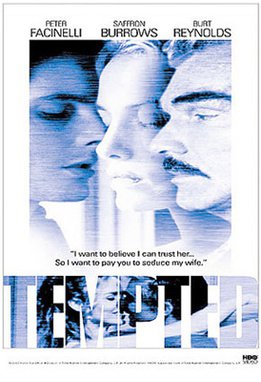 PETER SAFFRON BURT
FACINELLI BURROWS REYNOLDS
"I want to believe I can trust her...
So I want to pay you to seduce my wife."
TEMPTED
HBO
VIDEO